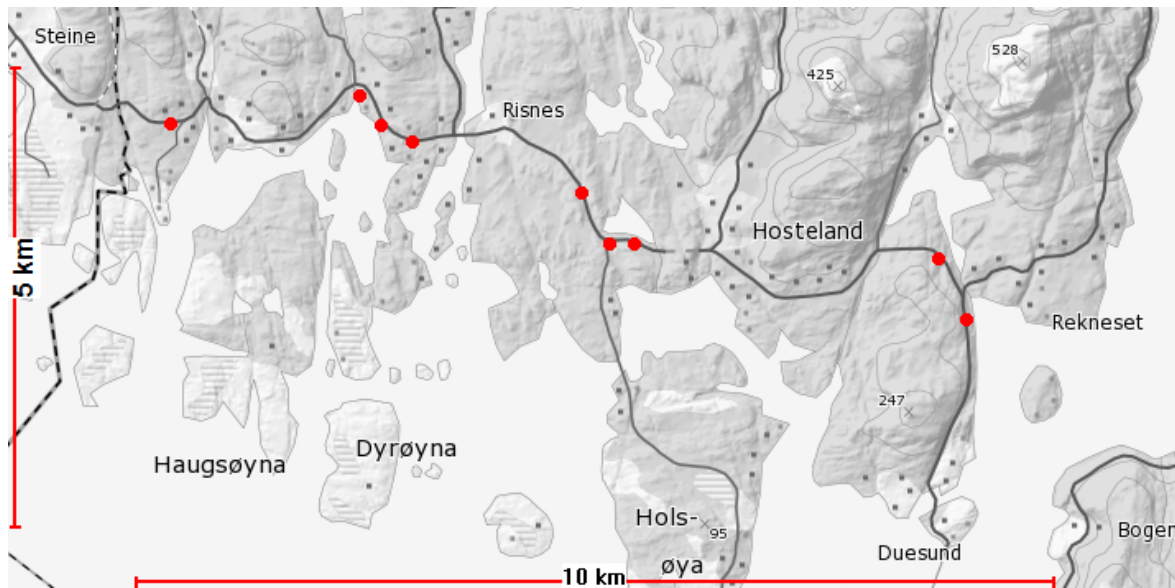 Steine
528
425
Risnes
Hosteland
5 km
Rekneset
247
Haugsøyna
Dyrøyna
Hols-
øya
95
Bogen
Duesund
10 km